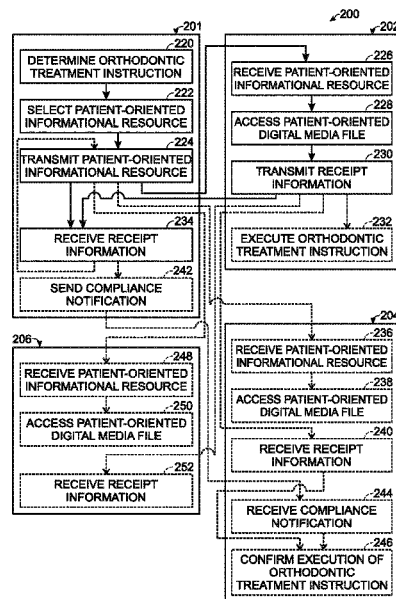 200
201
220
DETERMINE ORTHODONTIC
TREATMENT INSTRUCTION
222
SELECT PATIENT-ORIENTED
INFORMATIONAL RESOURCE
224
TRANSMIT PATIENT-ORIENTED
INFORMATIONAL RESOURCE
234
RECEIVE RECEIPT
INFORMATION
242
SEND COMPLIANCE
NOTIFICATION
202
226
RECEIVE PATIENT-ORIENTED
INFORMATIONAL RESOURCE
228
ACCESS PATIENT-ORIENTED
DIGITAL MEDIA FILE
230
TRANSMIT RECEIPT
INFORMATION
232
EXECUTE ORTHODONTIC
TREATMENT INSTRUCTION
206
248
RECEIVE PATIENT-ORIENTED
INFORMATIONAL RESOURCE
250
ACCESS PATIENT-ORIENTED
DIGITAL MEDIA FILE
252
RECEIVE RECEIPT
INFORMATION
204
236
RECEIVE PATIENT-ORIENTED
INFORMATIONAL RESOURCE
238
ACCESS PATIENT-ORIENTED
DIGITAL MEDIA FILE
240
RECEIVE RECEIPT
INFORMATION
244
RECEIVE COMPLIANCE
NOTIFICATION
246
CONFIRM EXECUTION OF
ORTHODONTIC
TREATMENT INSTRUCTION